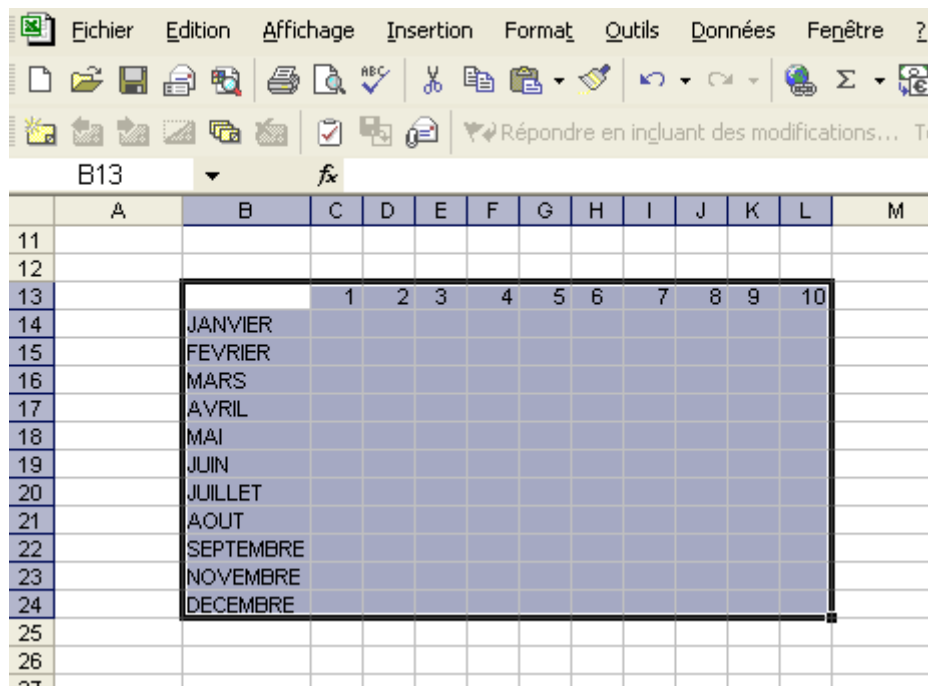 Fichier Edition Affichage Insertion Format Outils Données Fenêtre ?
ABC Σ €
Répondre en incluant des modifications...
B13 fx
A B C D E F G H I J K L M
11
12
13 1 2 3 4 5 6 7 8 9 10
14 JANVIER
15 FEVRIER
16 MARS
17 AVRIL
18 MAI
19 JUIN
20 JUILLET
21 AOUT
22 SEPTEMBRE
23 NOVEMBRE
24 DECEMBRE
25
26